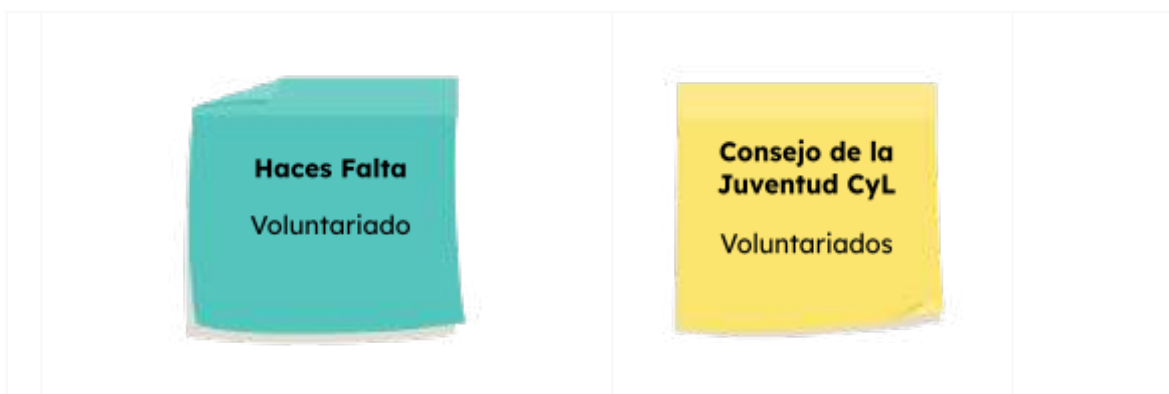 Haces Falta
Voluntariado
Consejo de la
Juventud CyL
Voluntariados